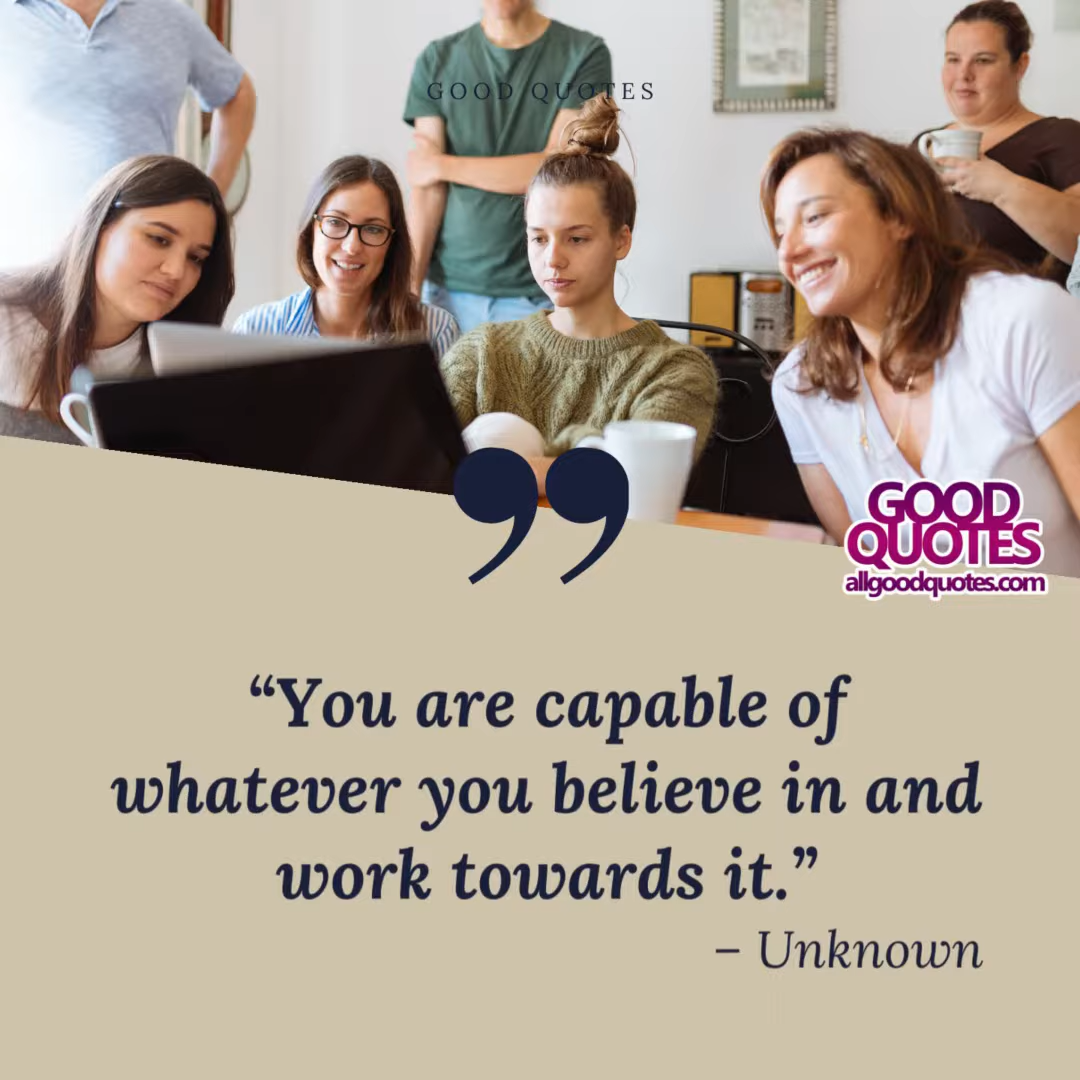 GOOD QUOTES
GOOD
QUOTES
allgoodquotes.com
“You are capable of
whatever you believe in and
work towards it.”
– Unknown